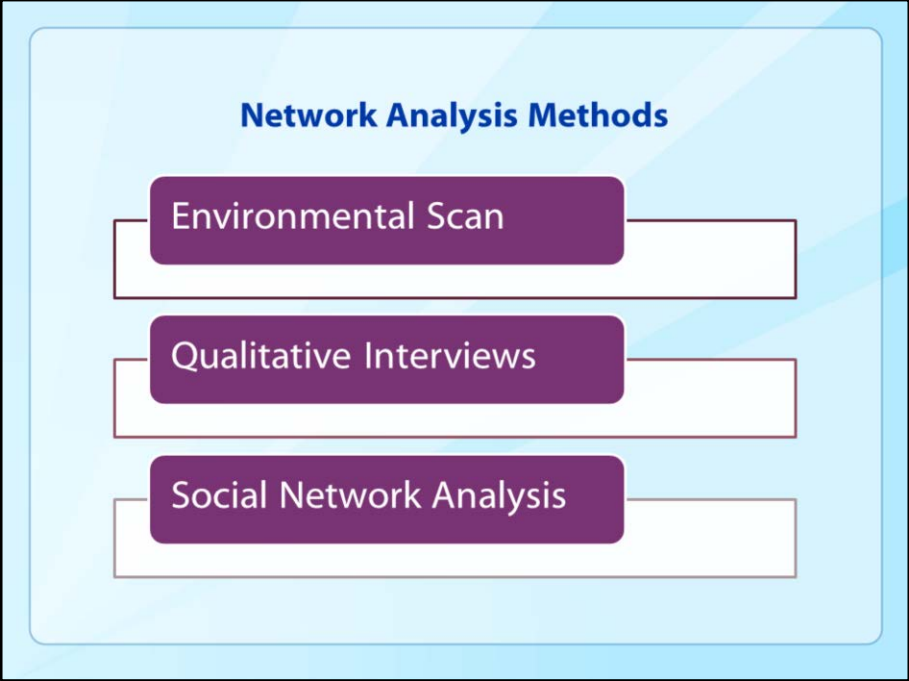 Network Analysis Methods
Environmental Scan
Qualitative Interviews
Social Network Analysis